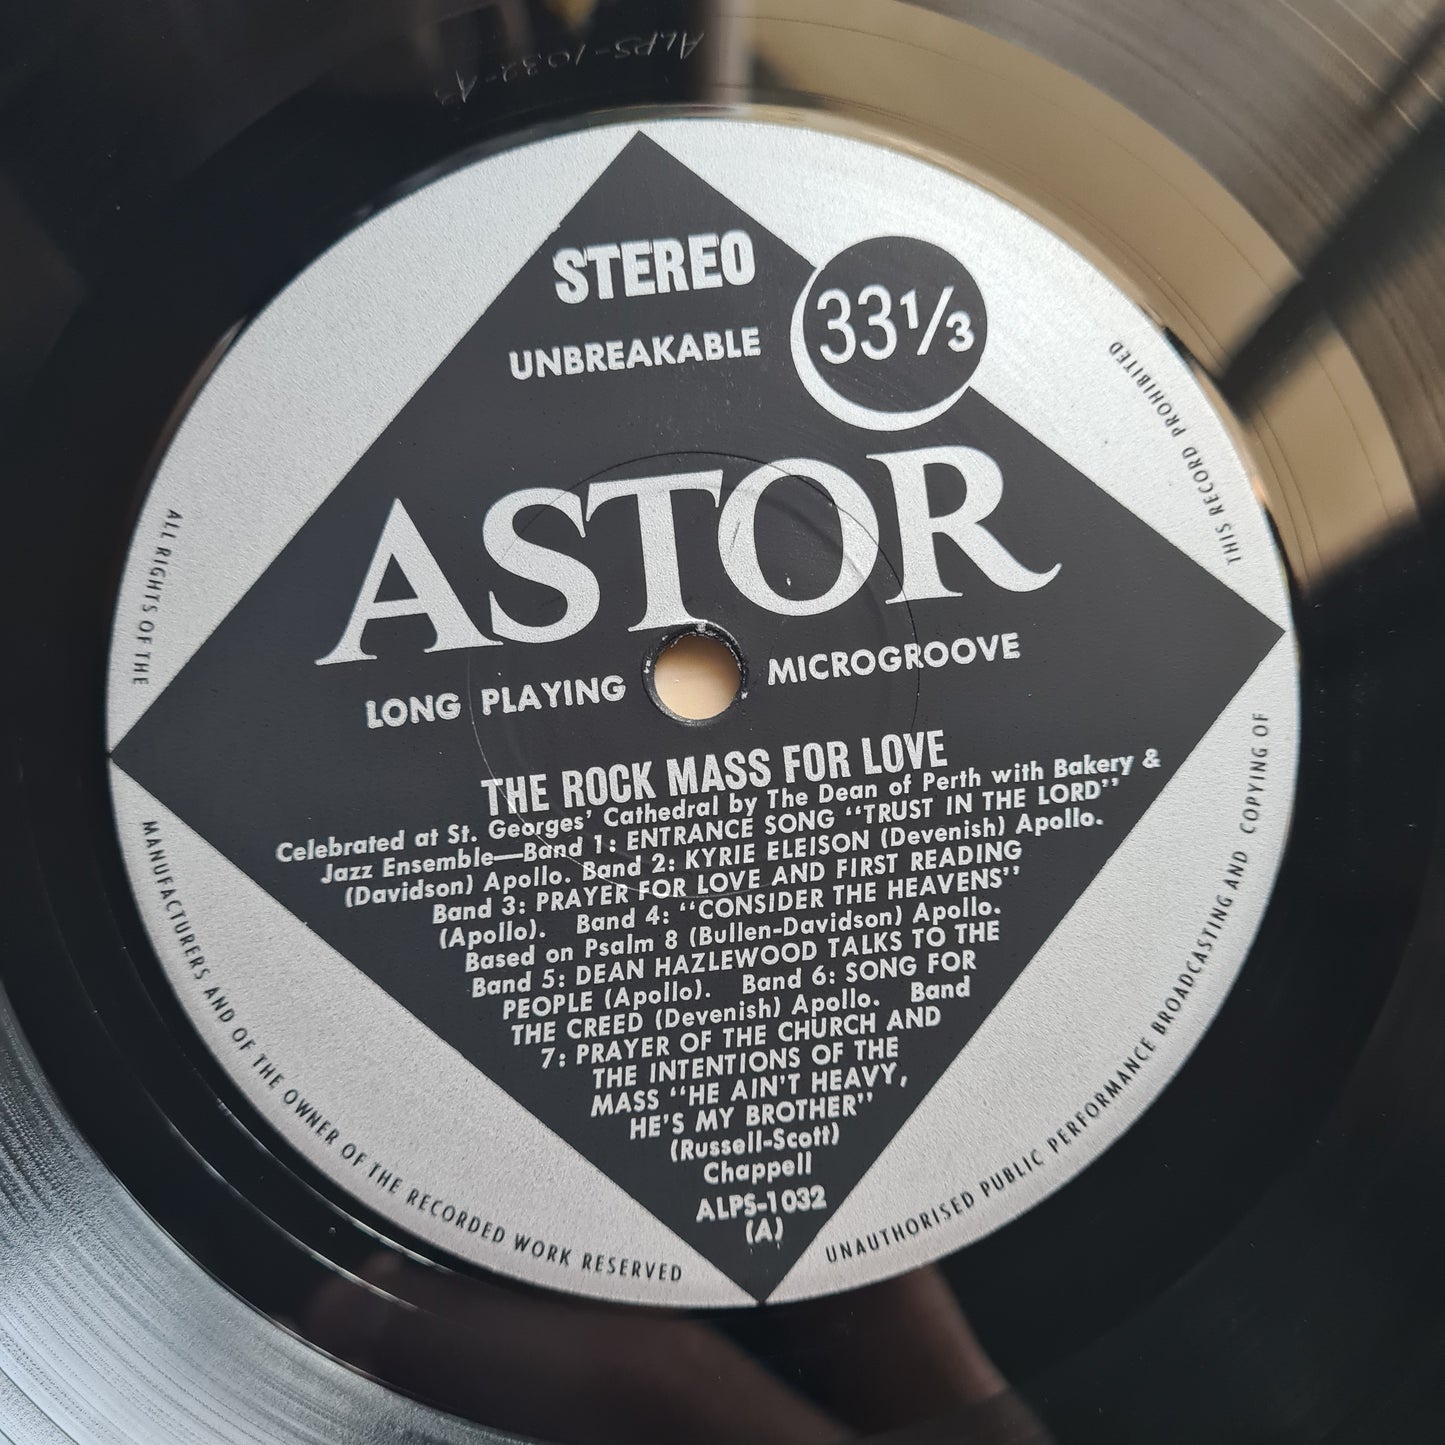 ALPS-1032-A
STEREO
33⅓
UNBREAKABLE
ASTOR
LONG PLAYING MICROGROOVE
THE ROCK MASS FOR LOVE
Celebrated at St. Georges' Cathedral by The Dean of Perth with Bakery &
Jazz Ensemble—Band 1: ENTRANCE SONG "TRUST IN THE LORD"
(Davidson) Apollo. Band 2: KYRIE ELEISON (Devenish) Apollo.
Band 3: PRAYER FOR LOVE AND FIRST READING
(Apollo). Band 4: "CONSIDER THE HEAVENS"
Based on Psalm 8 (Bullen-Davidson) Apollo.
Band 5: DEAN HAZLEWOOD TALKS TO THE
PEOPLE (Apollo). Band 6: SONG FOR
THE CREED (Devenish) Apollo. Band
7: PRAYER OF THE CHURCH AND
THE INTENTIONS OF THE
MASS "HE AIN'T HEAVY,
HE'S MY BROTHER"
(Russell-Scott)
Chappell
ALPS-1032
(A)
ALL RIGHTS OF THE MANUFACTURERS AND OF THE OWNER OF THE RECORDED WORK RESERVED
UNAUTHORISED PUBLIC PERFORMANCE BROADCASTING AND COPYING OF THIS RECORD PROHIBITED